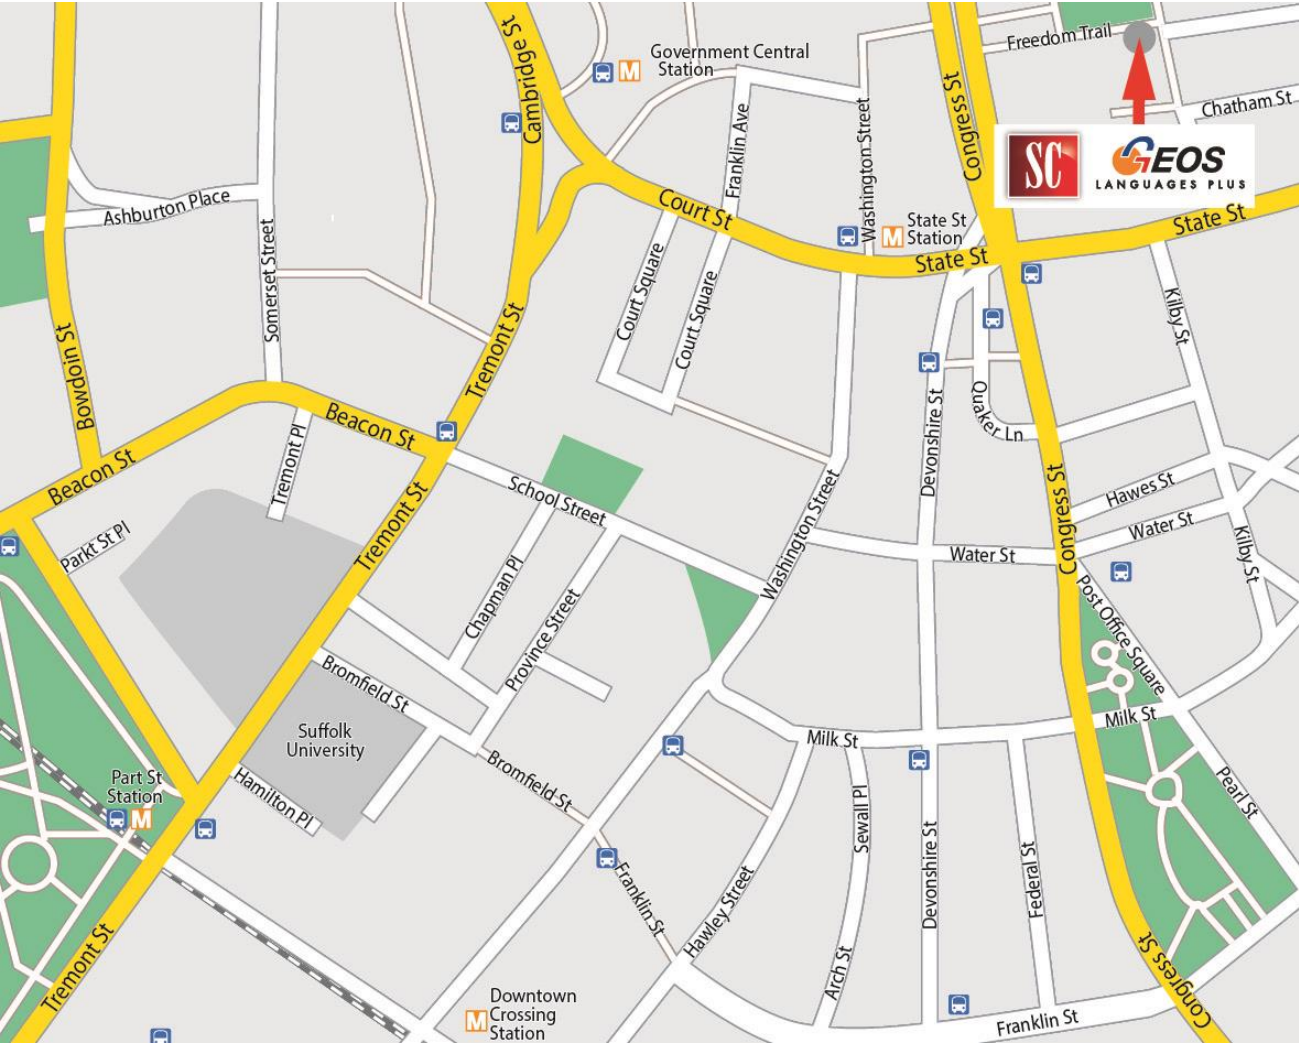 Cambridge St
Government Central
Station
M
Freedom Trail
Congress St
Chatham St
SC
GEOS
LANGUAGES PLUS
Franklin Ave
Washington Street
Ashburton Place
Somerset Street
Court St
State St
Station
M
State St
State St
Court Square
Court Square
Kilby St
Bowdoin St
Tremont St
Beacon St
Devonshire St
Quaker Ln
Beacon St
Tremont Pl
School Street
Tremont St
Washington Street
Congress St
Hawes St
Water St
Water St
Kilby St
Parkt St Pl
Chapman Pl
Province Street
Post Office Square
Bromfield St
Suffolk
University
Milk St
Milk St
Part St
Station
M
Hamilton Pl
Bromfield St
Sewall Pl
Pearl St
Devonshire St
Federal St
Franklin St
Hawley Street
Arch St
Tremont St
Congress St
Downtown
Crossing
Station
M
Franklin St